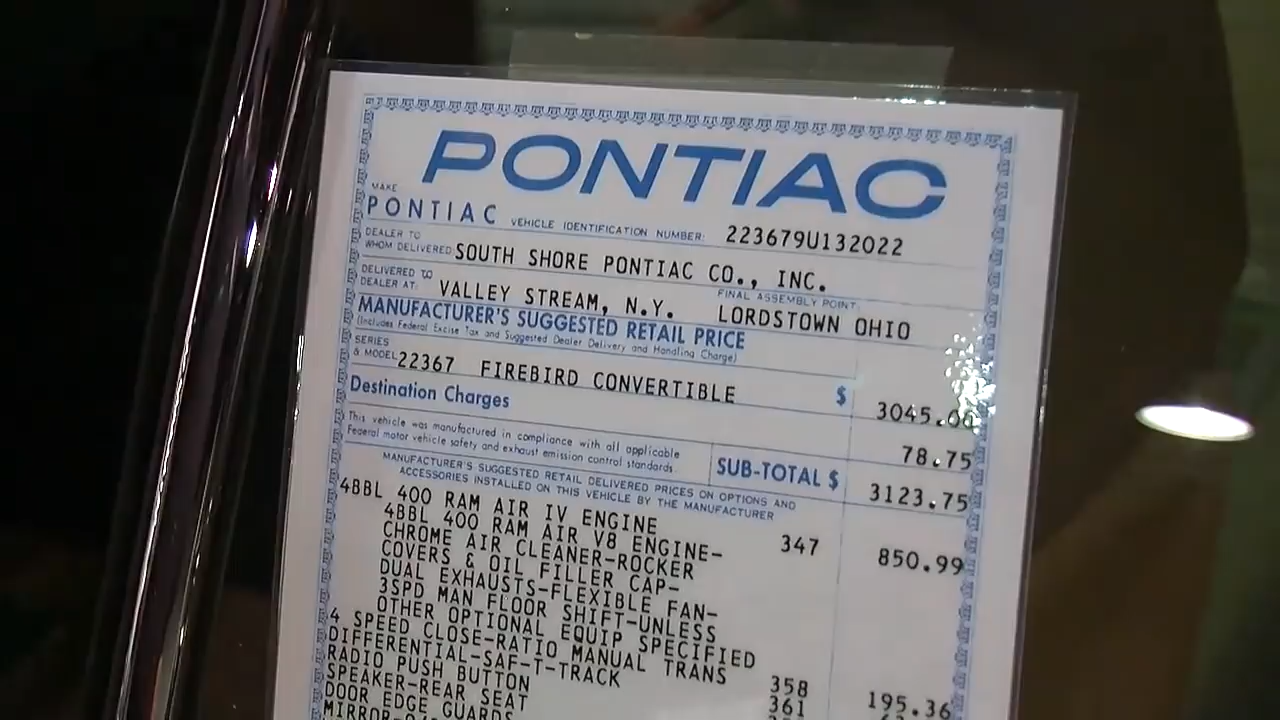 PONTIAC
MAKE
PONTIAC VEHICLE IDENTIFICATION NUMBER: 223679U132022
DEALER TO
WHOM DELIVERED SOUTH SHORE PONTIAC CO., INC.
DELIVERED TO
DEALER AT: VALLEY STREAM, N.Y. FINAL ASSEMBLY POINT: LORDSTOWN OHIO
MANUFACTURER'S SUGGESTED RETAIL PRICE
(Includes Federal Excise Tax and Suggested Dealer Delivery and Handling Charge)
SERIES
& MODEL 22367 FIREBIRD CONVERTIBLE $ 3045.00
Destination Charges 78.75
This vehicle was manufactured in compliance with all applicable
Federal motor vehicle safety and exhaust emission control standards.
SUB-TOTAL $ 3123.75
MANUFACTURER'S SUGGESTED RETAIL DELIVERED PRICES ON OPTIONS AND
ACCESSORIES INSTALLED ON THIS VEHICLE BY THE MANUFACTURER
4BBL 400 RAM AIR IV ENGINE 347 850.99
4BBL 400 RAM AIR V8 ENGINE-
CHROME AIR CLEANER-ROCKER
COVERS & OIL FILLER CAP-
DUAL EXHAUSTS-FLEXIBLE FAN-
3SPD MAN FLOOR SHIFT-UNLESS
OTHER OPTIONAL EQUIP SPECIFIED
4 SPEED CLOSE-RATIO MANUAL TRANS 358 195.36
DIFFERENTIAL-SAF-T-TRACK 361
RADIO PUSH BUTTON
SPEAKER-REAR SEAT
DOOR EDGE GUARDS